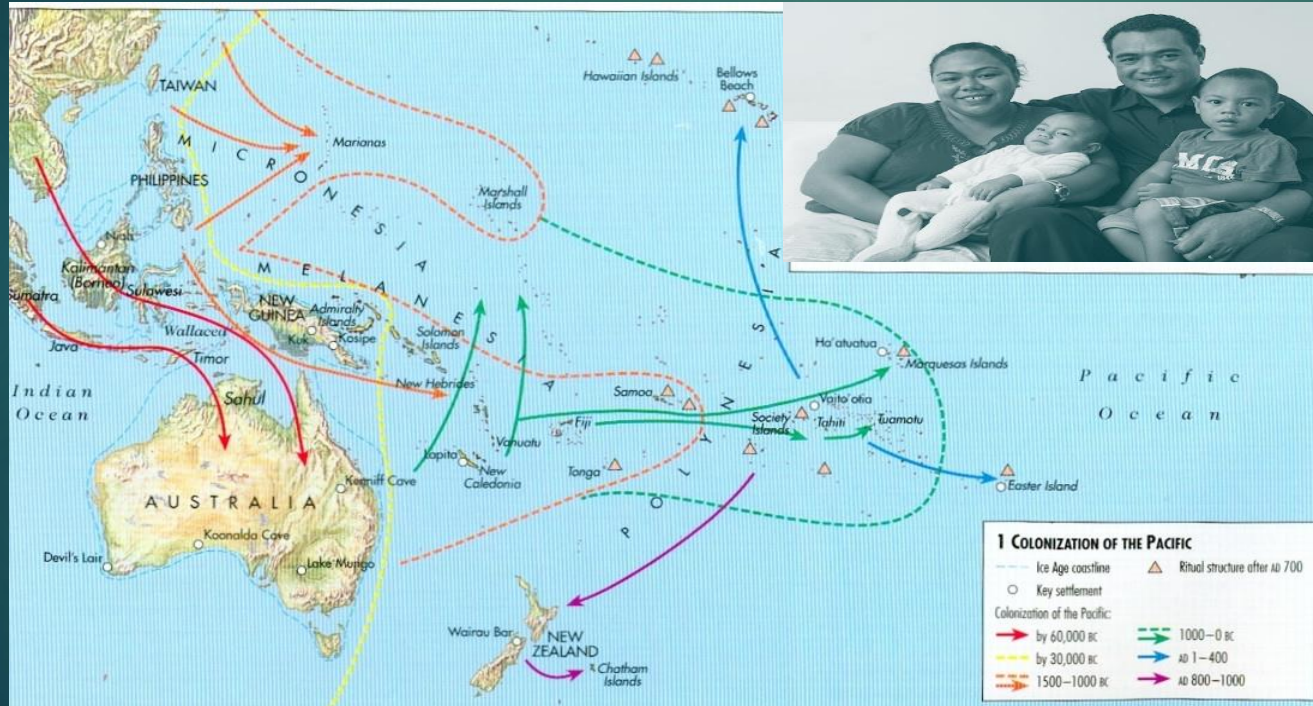 Hawaiian Islands
Bellows
Beach
TAIWAN
MICRONESIA
Marianas
PHILIPPINES
Marshall
Islands
Niah
Kalimantan
(Borneo)
Sulawesi
Sumatra
MELANESIA
NEW
GUINEA
Admiralty
Islands
Kuk
Kosipe
Solomon
Islands
Wallacea
Java
Timor
Indian
Ocean
Sahul
New Hebrides
POLYNESIA
Samoa
Ha'atuatua
Marquesas Islands
Pacific
Ocean
Society
Islands
Vaito'otia
Tahiti
Tuamotu
Fiji
Vanuatu
Lapita
New
Caledonia
Tonga
Kenniff Cave
AUSTRALIA
Easter Island
Koonalda Cave
Devil's Lair
Lake Mungo
Wairau Bar
NEW
ZEALAND
Chatham
Islands
1 COLONIZATION OF THE PACIFIC
Ice Age coastline
Ritual structure after AD 700
Key settlement
Colonization of the Pacific:
by 60,000 BC
1000–0 BC
by 30,000 BC
AD 1–400
1500–1000 BC
AD 800–1000